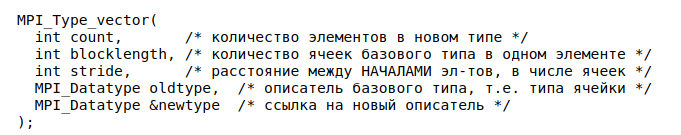 MPI_Type_vector(
int count, /* количество элементов в новом типе */
int blocklength, /* количество ячеек базового типа в одном элементе */
int stride, /* расстояние между НАЧАЛАМИ эл-тов, в числе ячеек */
MPI_Datatype oldtype, /* описатель базового типа, т.е. типа ячейки */
MPI_Datatype &newtype /* ссылка на новый описатель */
);